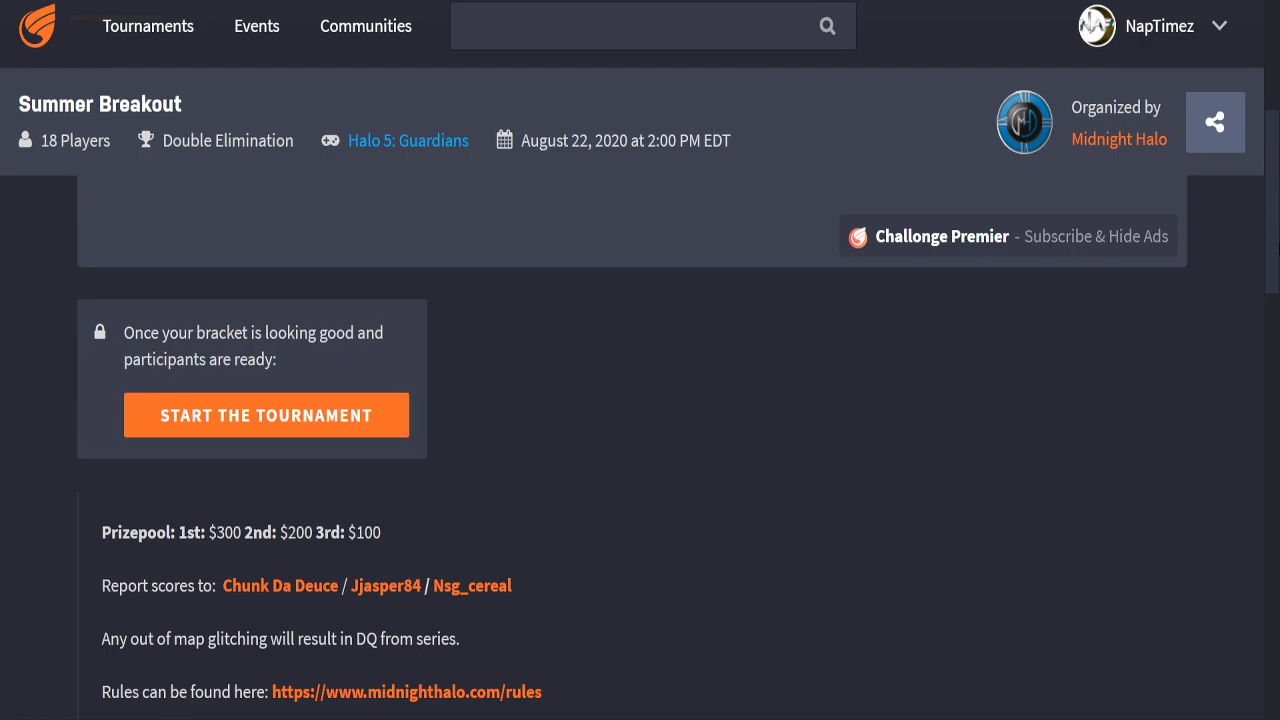 Tournaments Events Communities NapTimez
Summer Breakout
18 Players Double Elimination Halo 5: Guardians August 22, 2020 at 2:00 PM EDT
Organized by
Midnight Halo
Challonge Premier - Subscribe & Hide Ads
Once your bracket is looking good and
participants are ready:
START THE TOURNAMENT
Prizepool: 1st: $300 2nd: $200 3rd: $100
Report scores to: Chunk Da Deuce / Jjasper84 / Nsg_cereal
Any out of map glitching will result in DQ from series.
Rules can be found here: https://www.midnighthalo.com/rules